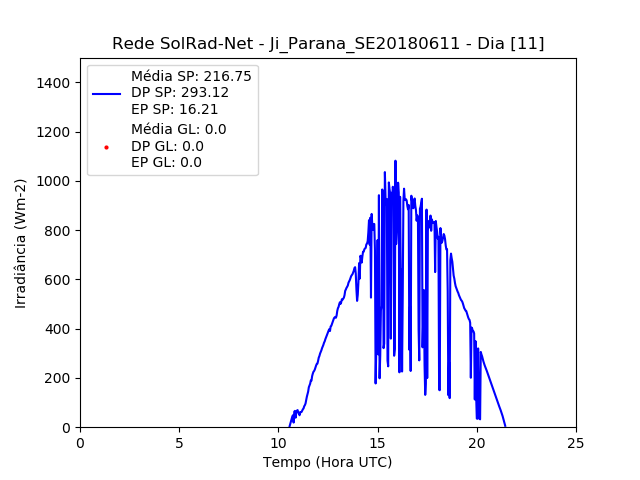 Rede SolRad-Net - Ji_Parana_SE20180611 - Dia [11]
Média SP: 216.75
DP SP: 293.12
EP SP: 16.21
Média GL: 0.0
DP GL: 0.0
EP GL: 0.0
Irradiância (Wm-2)
1400
1200
1000
800
600
400
200
0
0 5 10 15 20 25
Tempo (Hora UTC)